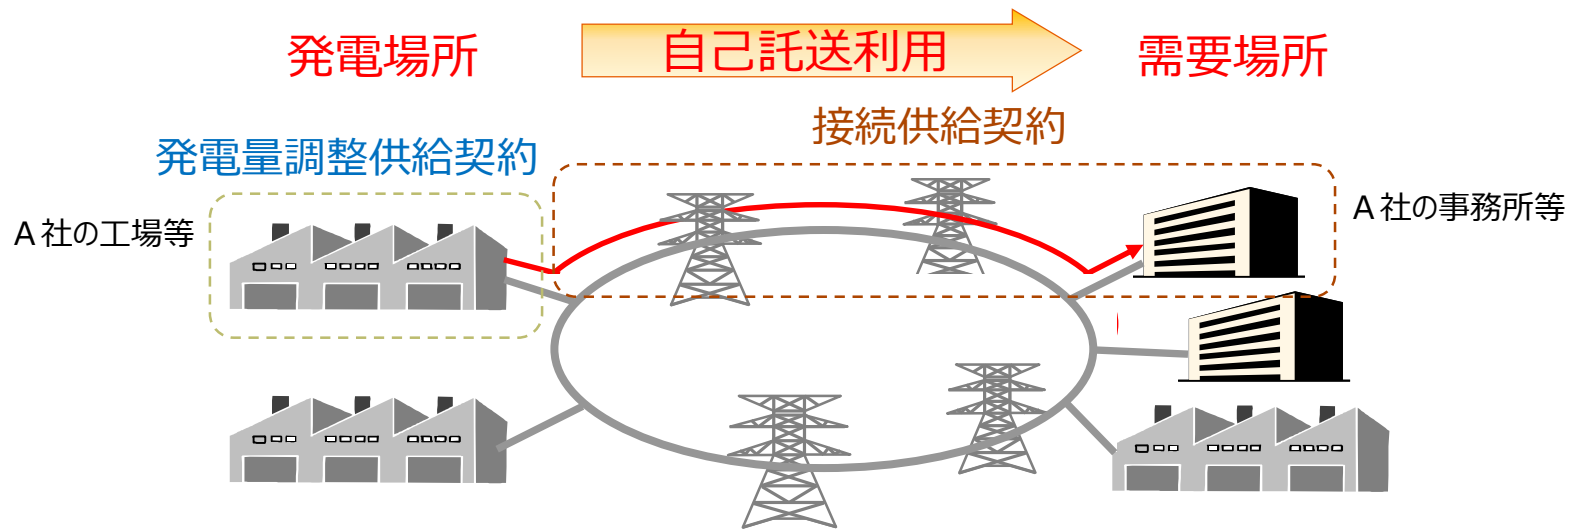 発電場所
自己託送利用
需要場所
接続供給契約
発電量調整供給契約
A社の工場等
A社の事務所等